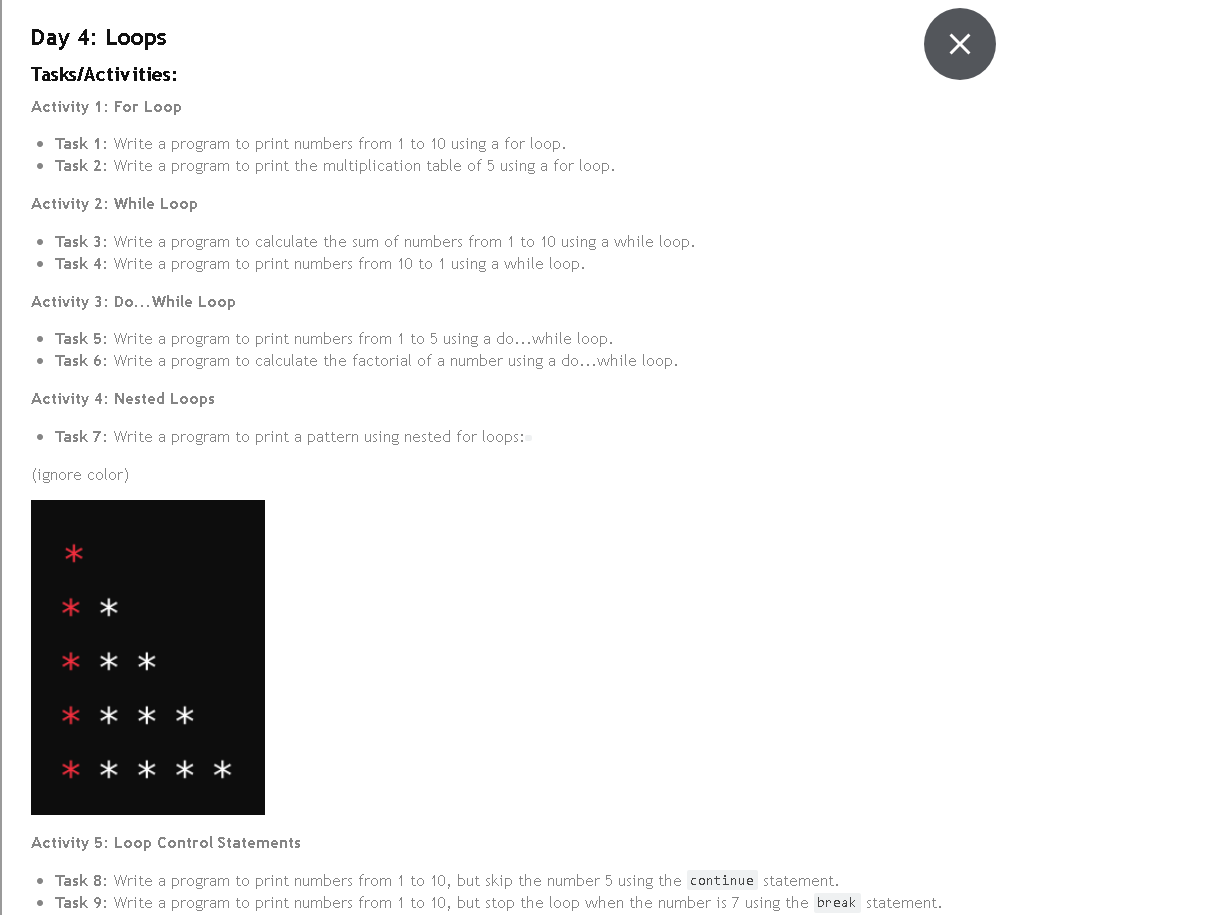 Day 4: Loops
Tasks/Activities:
Activity 1: For Loop
• Task 1: Write a program to print numbers from 1 to 10 using a for loop.
• Task 2: Write a program to print the multiplication table of 5 using a for loop.
Activity 2: While Loop
• Task 3: Write a program to calculate the sum of numbers from 1 to 10 using a while loop.
• Task 4: Write a program to print numbers from 10 to 1 using a while loop.
Activity 3: Do...While Loop
• Task 5: Write a program to print numbers from 1 to 5 using a do...while loop.
• Task 6: Write a program to calculate the factorial of a number using a do...while loop.
Activity 4: Nested Loops
• Task 7: Write a program to print a pattern using nested for loops:
(ignore color)
*
* *
* * *
* * * *
* * * * *
Activity 5: Loop Control Statements
• Task 8: Write a program to print numbers from 1 to 10, but skip the number 5 using the continue statement.
• Task 9: Write a program to print numbers from 1 to 10, but stop the loop when the number is 7 using the break statement.